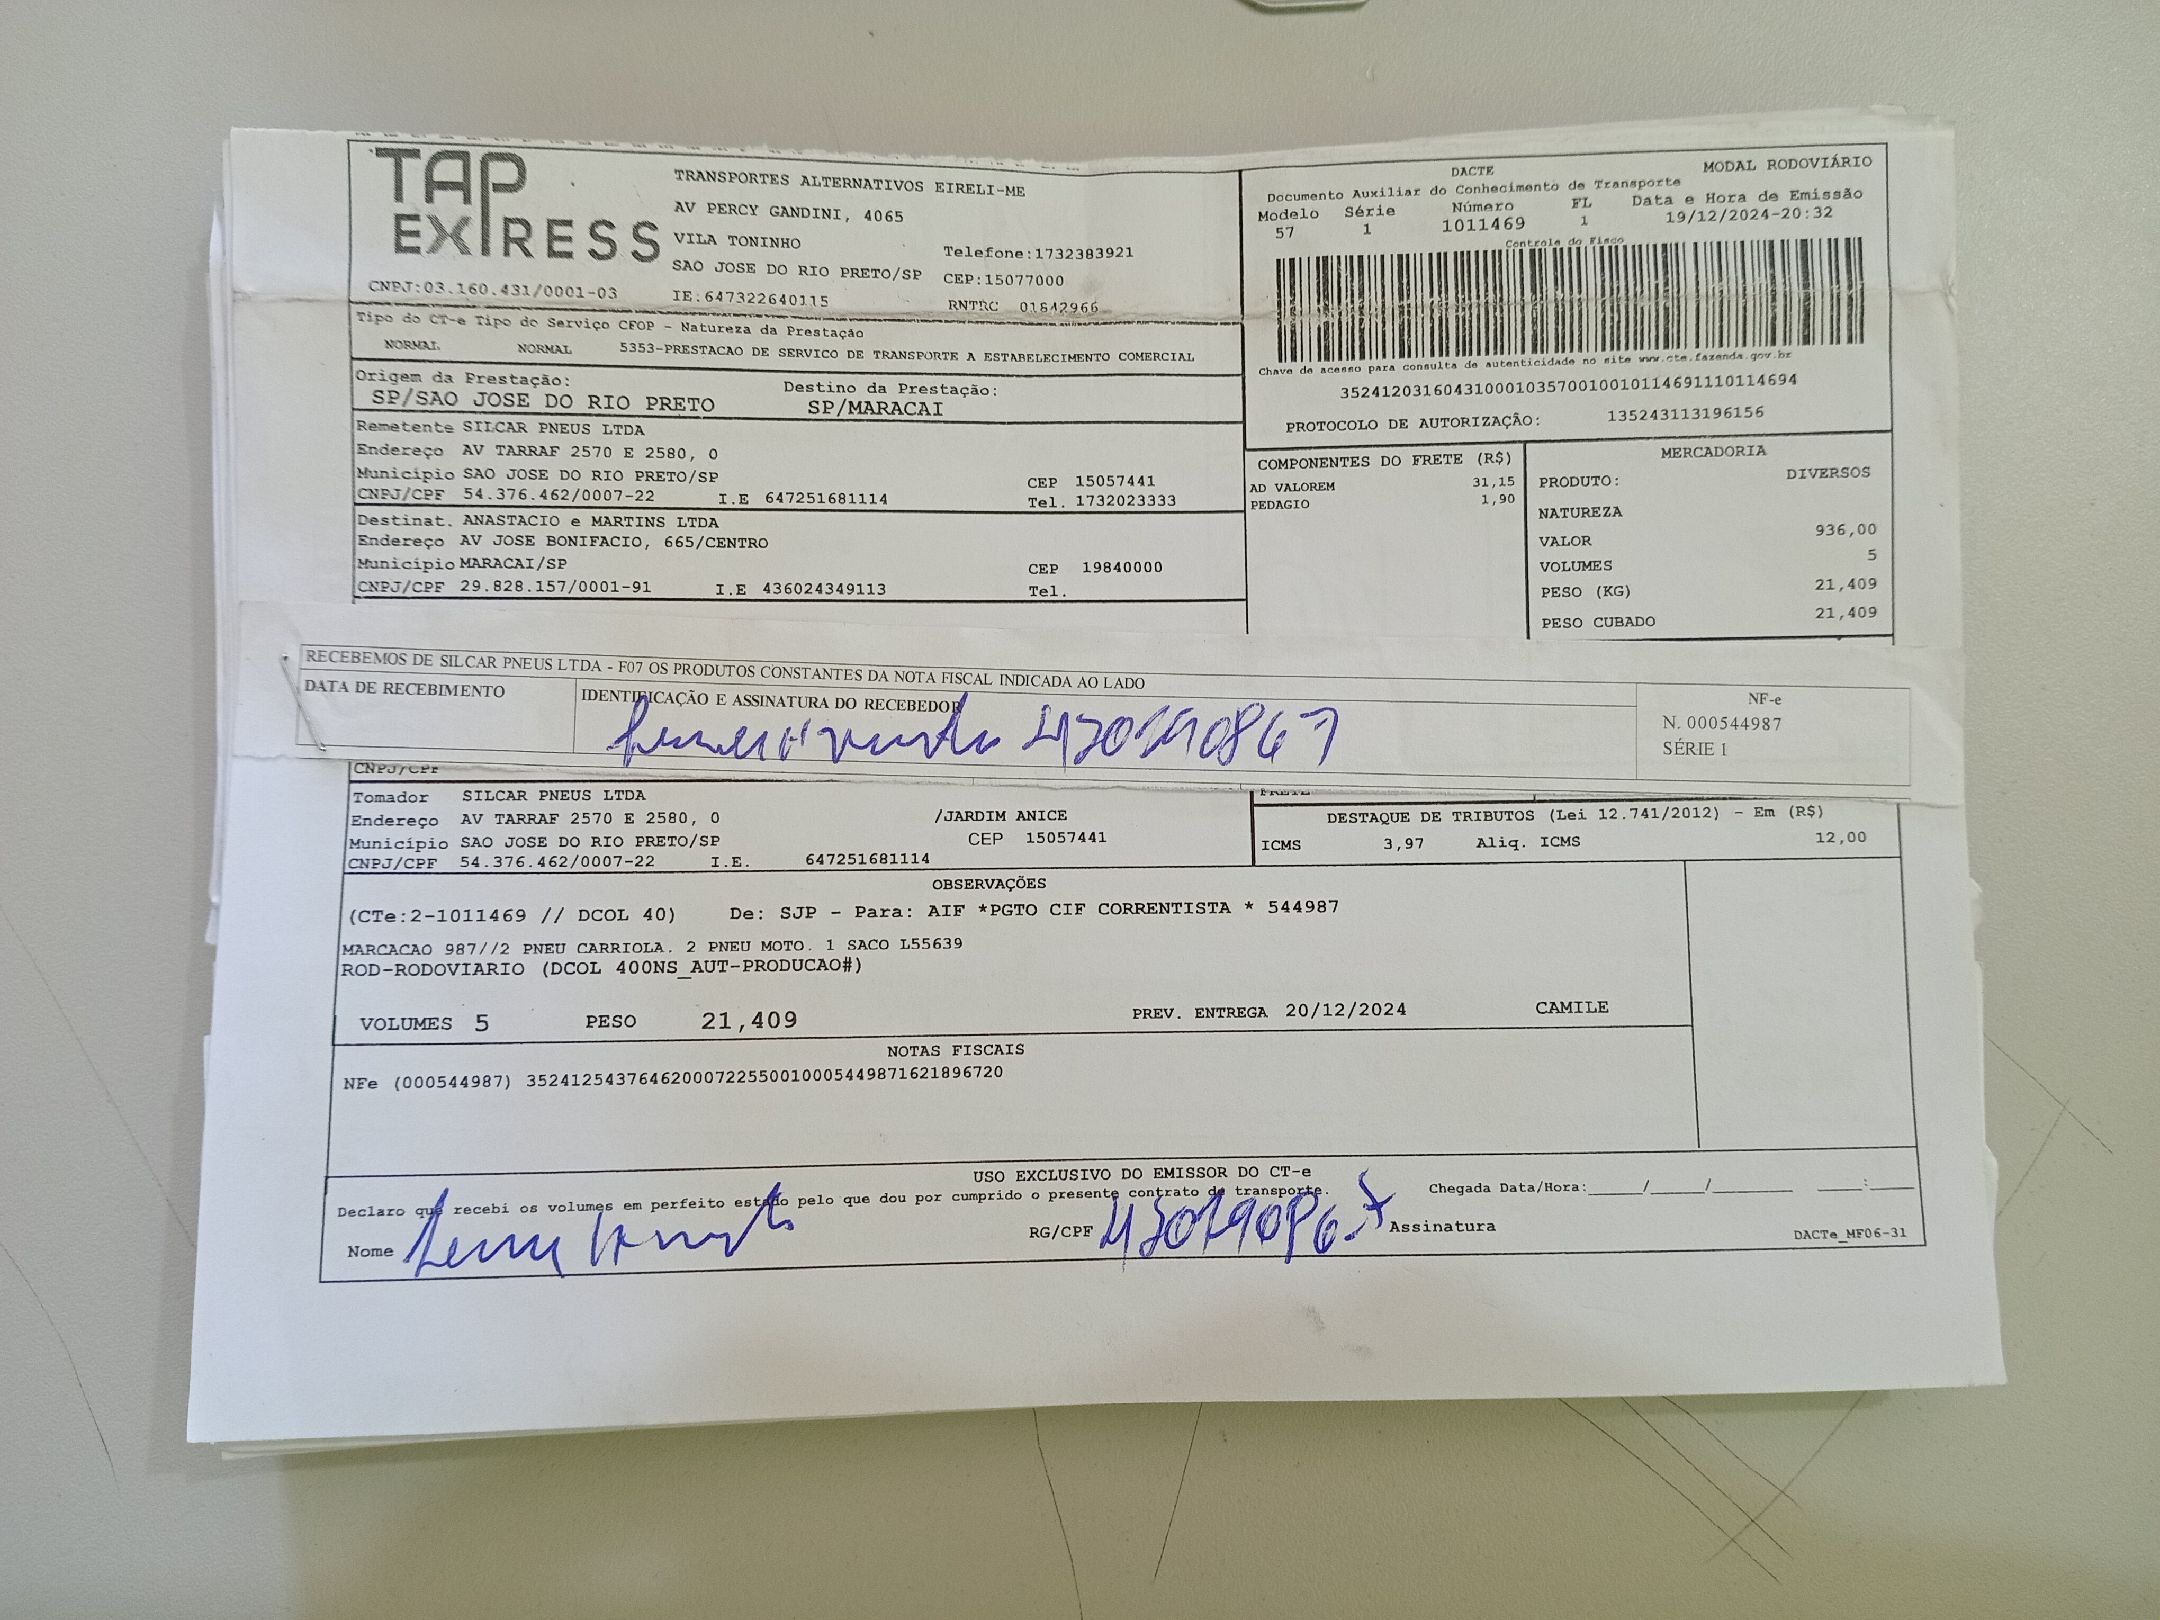 TAP EXPRESS
TRANSPORTES ALTERNATIVOS EIRELI-ME
AV PERCY GANDINI, 4065
VILA TONINHO
SAO JOSE DO RIO PRETO/SP
Telefone:1732383921
CEP:15077000
CNPJ:03.160.431/0001-03 IE:647322640115 RNTRC 01842966
DACTE MODAL RODOVIÁRIO
Documento Auxiliar do Conhecimento de Transporte
Modelo Série Número FL Data e Hora de Emissão
57 1 1011469 1 19/12/2024-20:32
Controle do Fisco
Chave de acesso para consulta de autenticidade no site www.cte.fazenda.gov.br
35241203160431000103570010010114691110114694
PROTOCOLO DE AUTORIZAÇÃO: 135243113196156
Tipo do CT-e Tipo do Serviço CFOP - Natureza da Prestação
NORMAL NORMAL 5353-PRESTACAO DE SERVICO DE TRANSPORTE A ESTABELECIMENTO COMERCIAL
Origem da Prestação: Destino da Prestação:
SP/SAO JOSE DO RIO PRETO SP/MARACAI
Remetente SILCAR PNEUS LTDA
Endereço AV TARRAF 2570 E 2580, 0
Município SAO JOSE DO RIO PRETO/SP CEP 15057441
CNPJ/CPF 54.376.462/0007-22 I.E 647251681114 Tel. 1732023333
Destinat. ANASTACIO e MARTINS LTDA
Endereço AV JOSE BONIFACIO, 665/CENTRO
Município MARACAI/SP CEP 19840000
CNPJ/CPF 29.828.157/0001-91 I.E 436024349113 Tel.
COMPONENTES DO FRETE (R$)
AD VALOREM 31,15
PEDAGIO 1,90
MERCADORIA
PRODUTO: DIVERSOS
NATUREZA
VALOR 936,00
VOLUMES 5
PESO (KG) 21,409
PESO CUBADO 21,409
RECEBEMOS DE SILCAR PNEUS LTDA - F07 OS PRODUTOS CONSTANTES DA NOTA FISCAL INDICADA AO LADO
DATA DE RECEBIMENTO
IDENTIFICAÇÃO E ASSINATURA DO RECEBEDOR
NF-e
N. 000544987
SÉRIE 1
CNPJ/CPF
Tomador SILCAR PNEUS LTDA
Endereço AV TARRAF 2570 E 2580, 0 /JARDIM ANICE
Município SAO JOSE DO RIO PRETO/SP CEP 15057441
CNPJ/CPF 54.376.462/0007-22 I.E. 647251681114
FRETE
DESTAQUE DE TRIBUTOS (Lei 12.741/2012) - Em (R$)
ICMS 3,97 Aliq. ICMS 12,00
OBSERVAÇÕES
(CTe:2-1011469 // DCOL 40) De: SJP - Para: AIF *PGTO CIF CORRENTISTA * 544987
MARCACAO 987//2 PNEU CARRIOLA. 2 PNEU MOTO. 1 SACO L55639
ROD-RODOVIARIO (DCOL 400NS_AUT-PRODUCAO#)
VOLUMES 5 PESO 21,409 PREV. ENTREGA 20/12/2024 CAMILE
NOTAS FISCAIS
NFe (000544987) 35241254376462000722550010005449871621896720
USO EXCLUSIVO DO EMISSOR DO CT-e
Declaro que recebi os volumes em perfeito estado pelo que dou por cumprido o presente contrato de transporte.
Chegada Data/Hora:____/____/______ ____:____
Nome RG/CPF Assinatura
DACTe_MF06-31